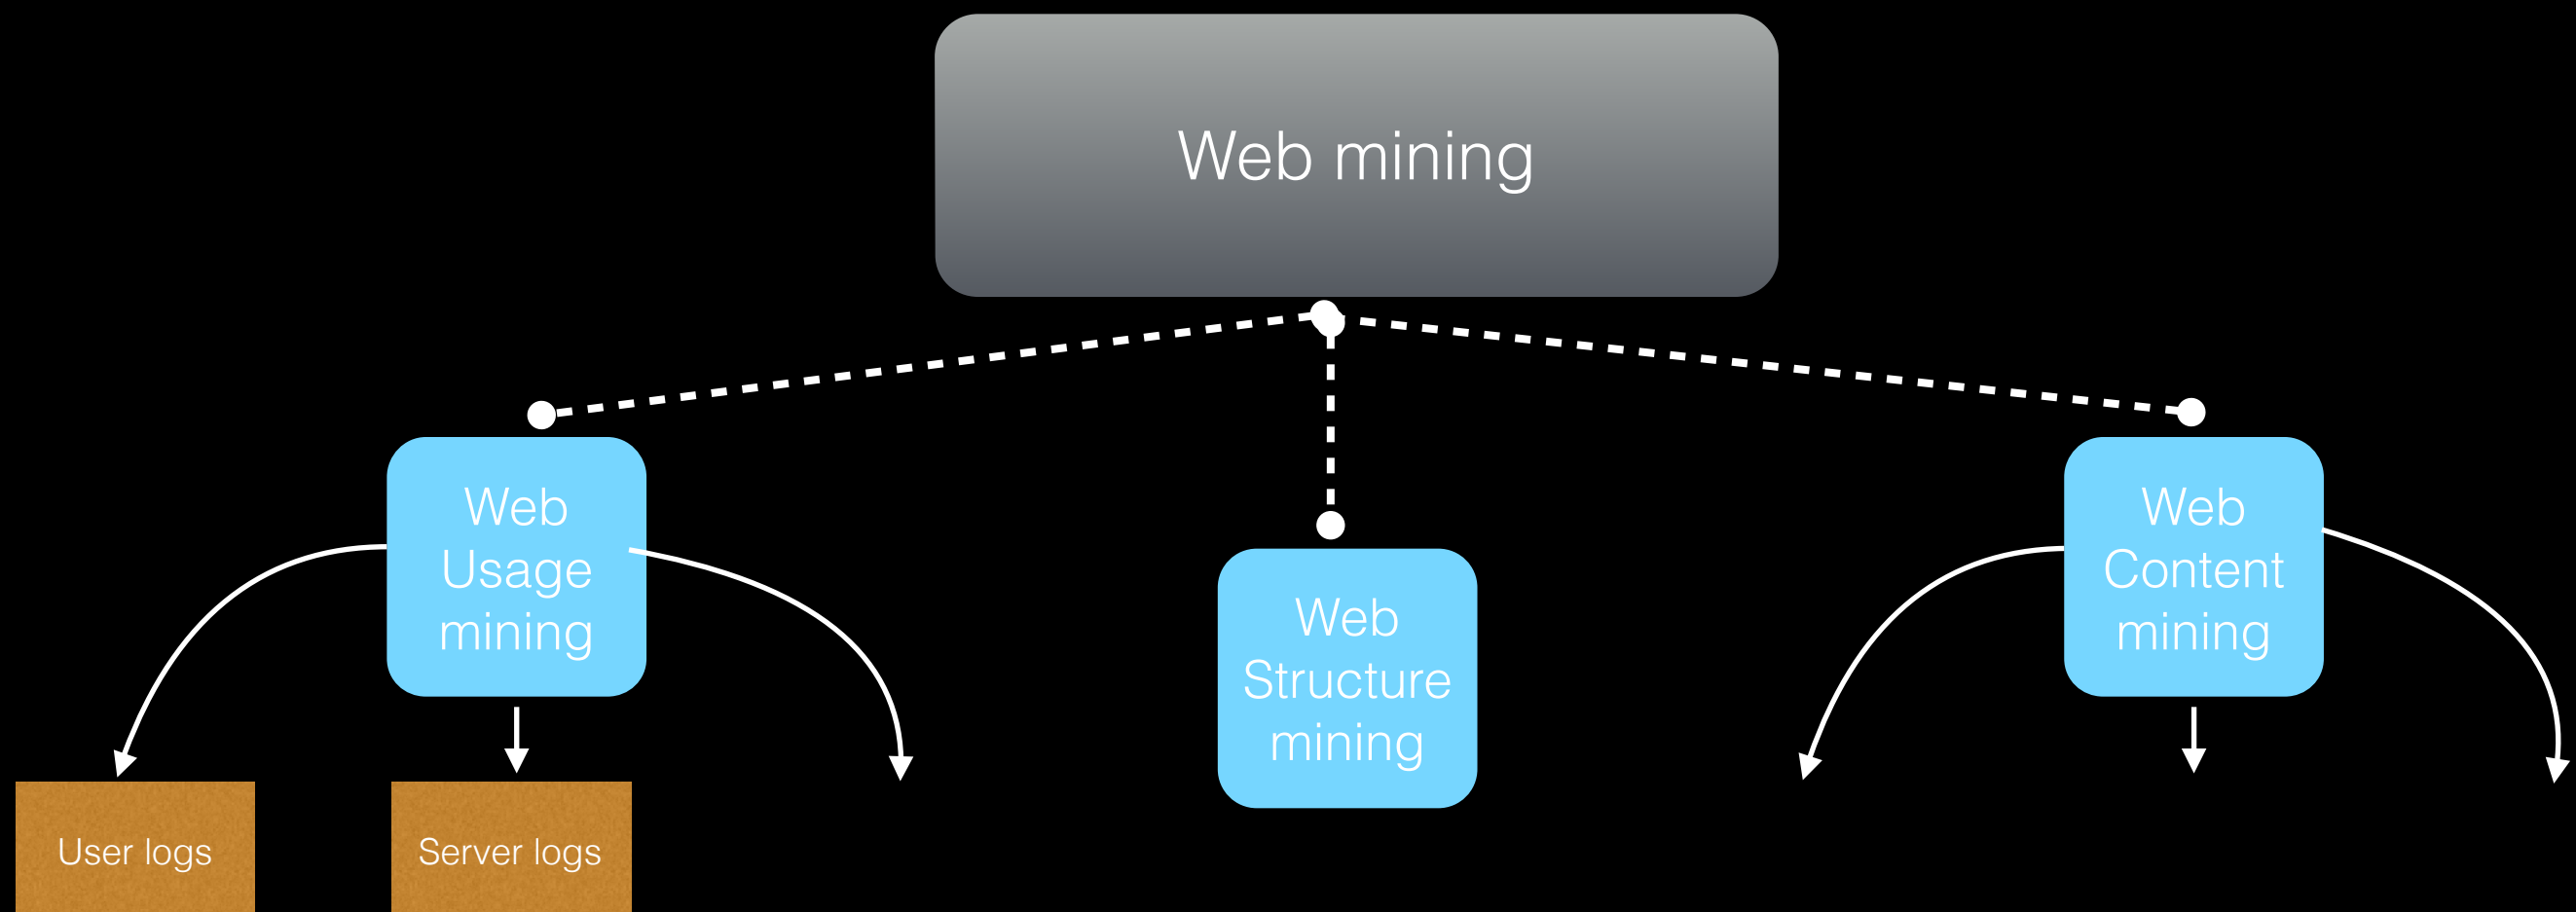 Web mining
Web
Usage
mining
Web
Structure
mining
Web
Content
mining
User logs
Server logs